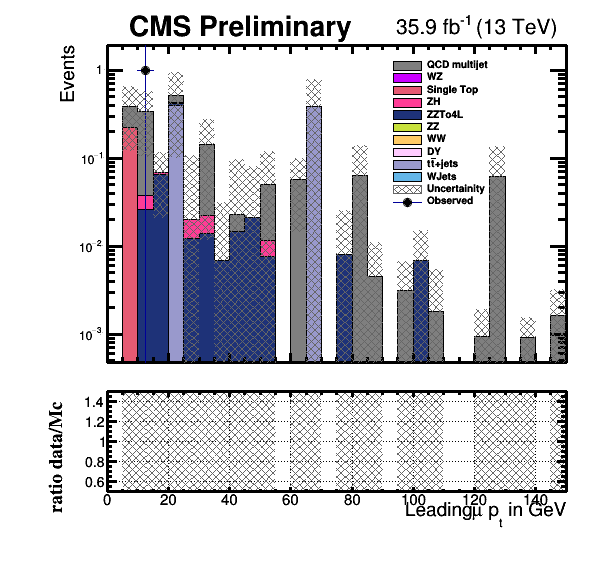 CMS Preliminary 35.9 fb⁻¹ (13 TeV)
Events
1
10⁻¹
10⁻²
10⁻³
QCD multijet
WZ
Single Top
ZH
ZZTo4L
ZZ
WW
DY
tt̄+jets
WJets
Uncertainity
Observed
ratio data/Mc
1.4
1.2
1
0.8
0.6
0 20 40 60 80 100 120 140
Leadingμ pₜ in GeV